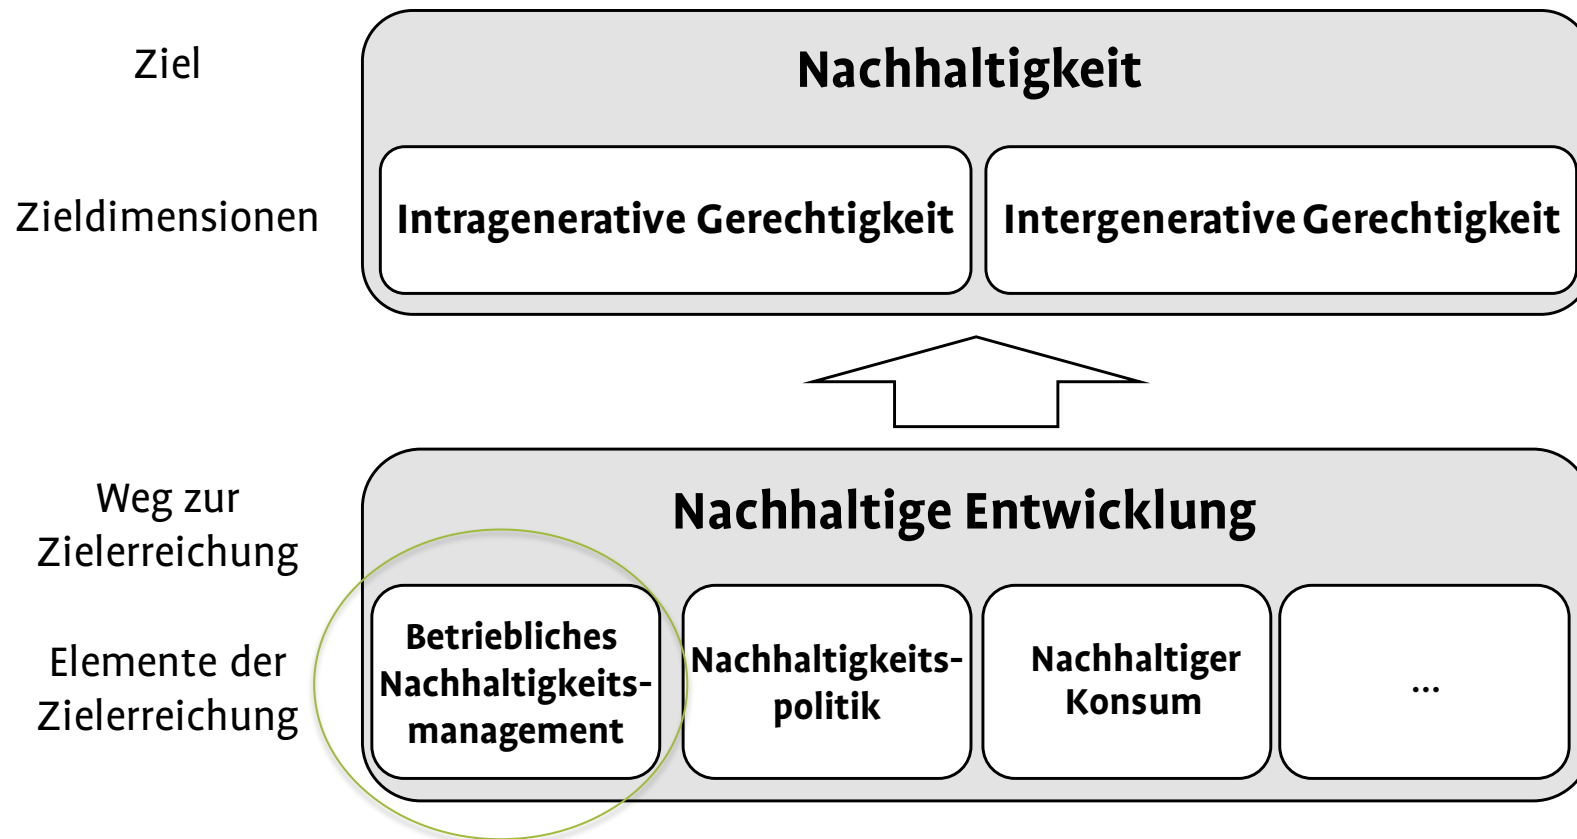 Ziel
Nachhaltigkeit
Zieldimensionen
Intragenerative Gerechtigkeit
Intergenerative Gerechtigkeit
Weg zur
Zielerreichung
Nachhaltige Entwicklung
Elemente der
Zielerreichung
Betriebliches
Nachhaltigkeits-
management
Nachhaltigkeits-
politik
Nachhaltiger
Konsum
...